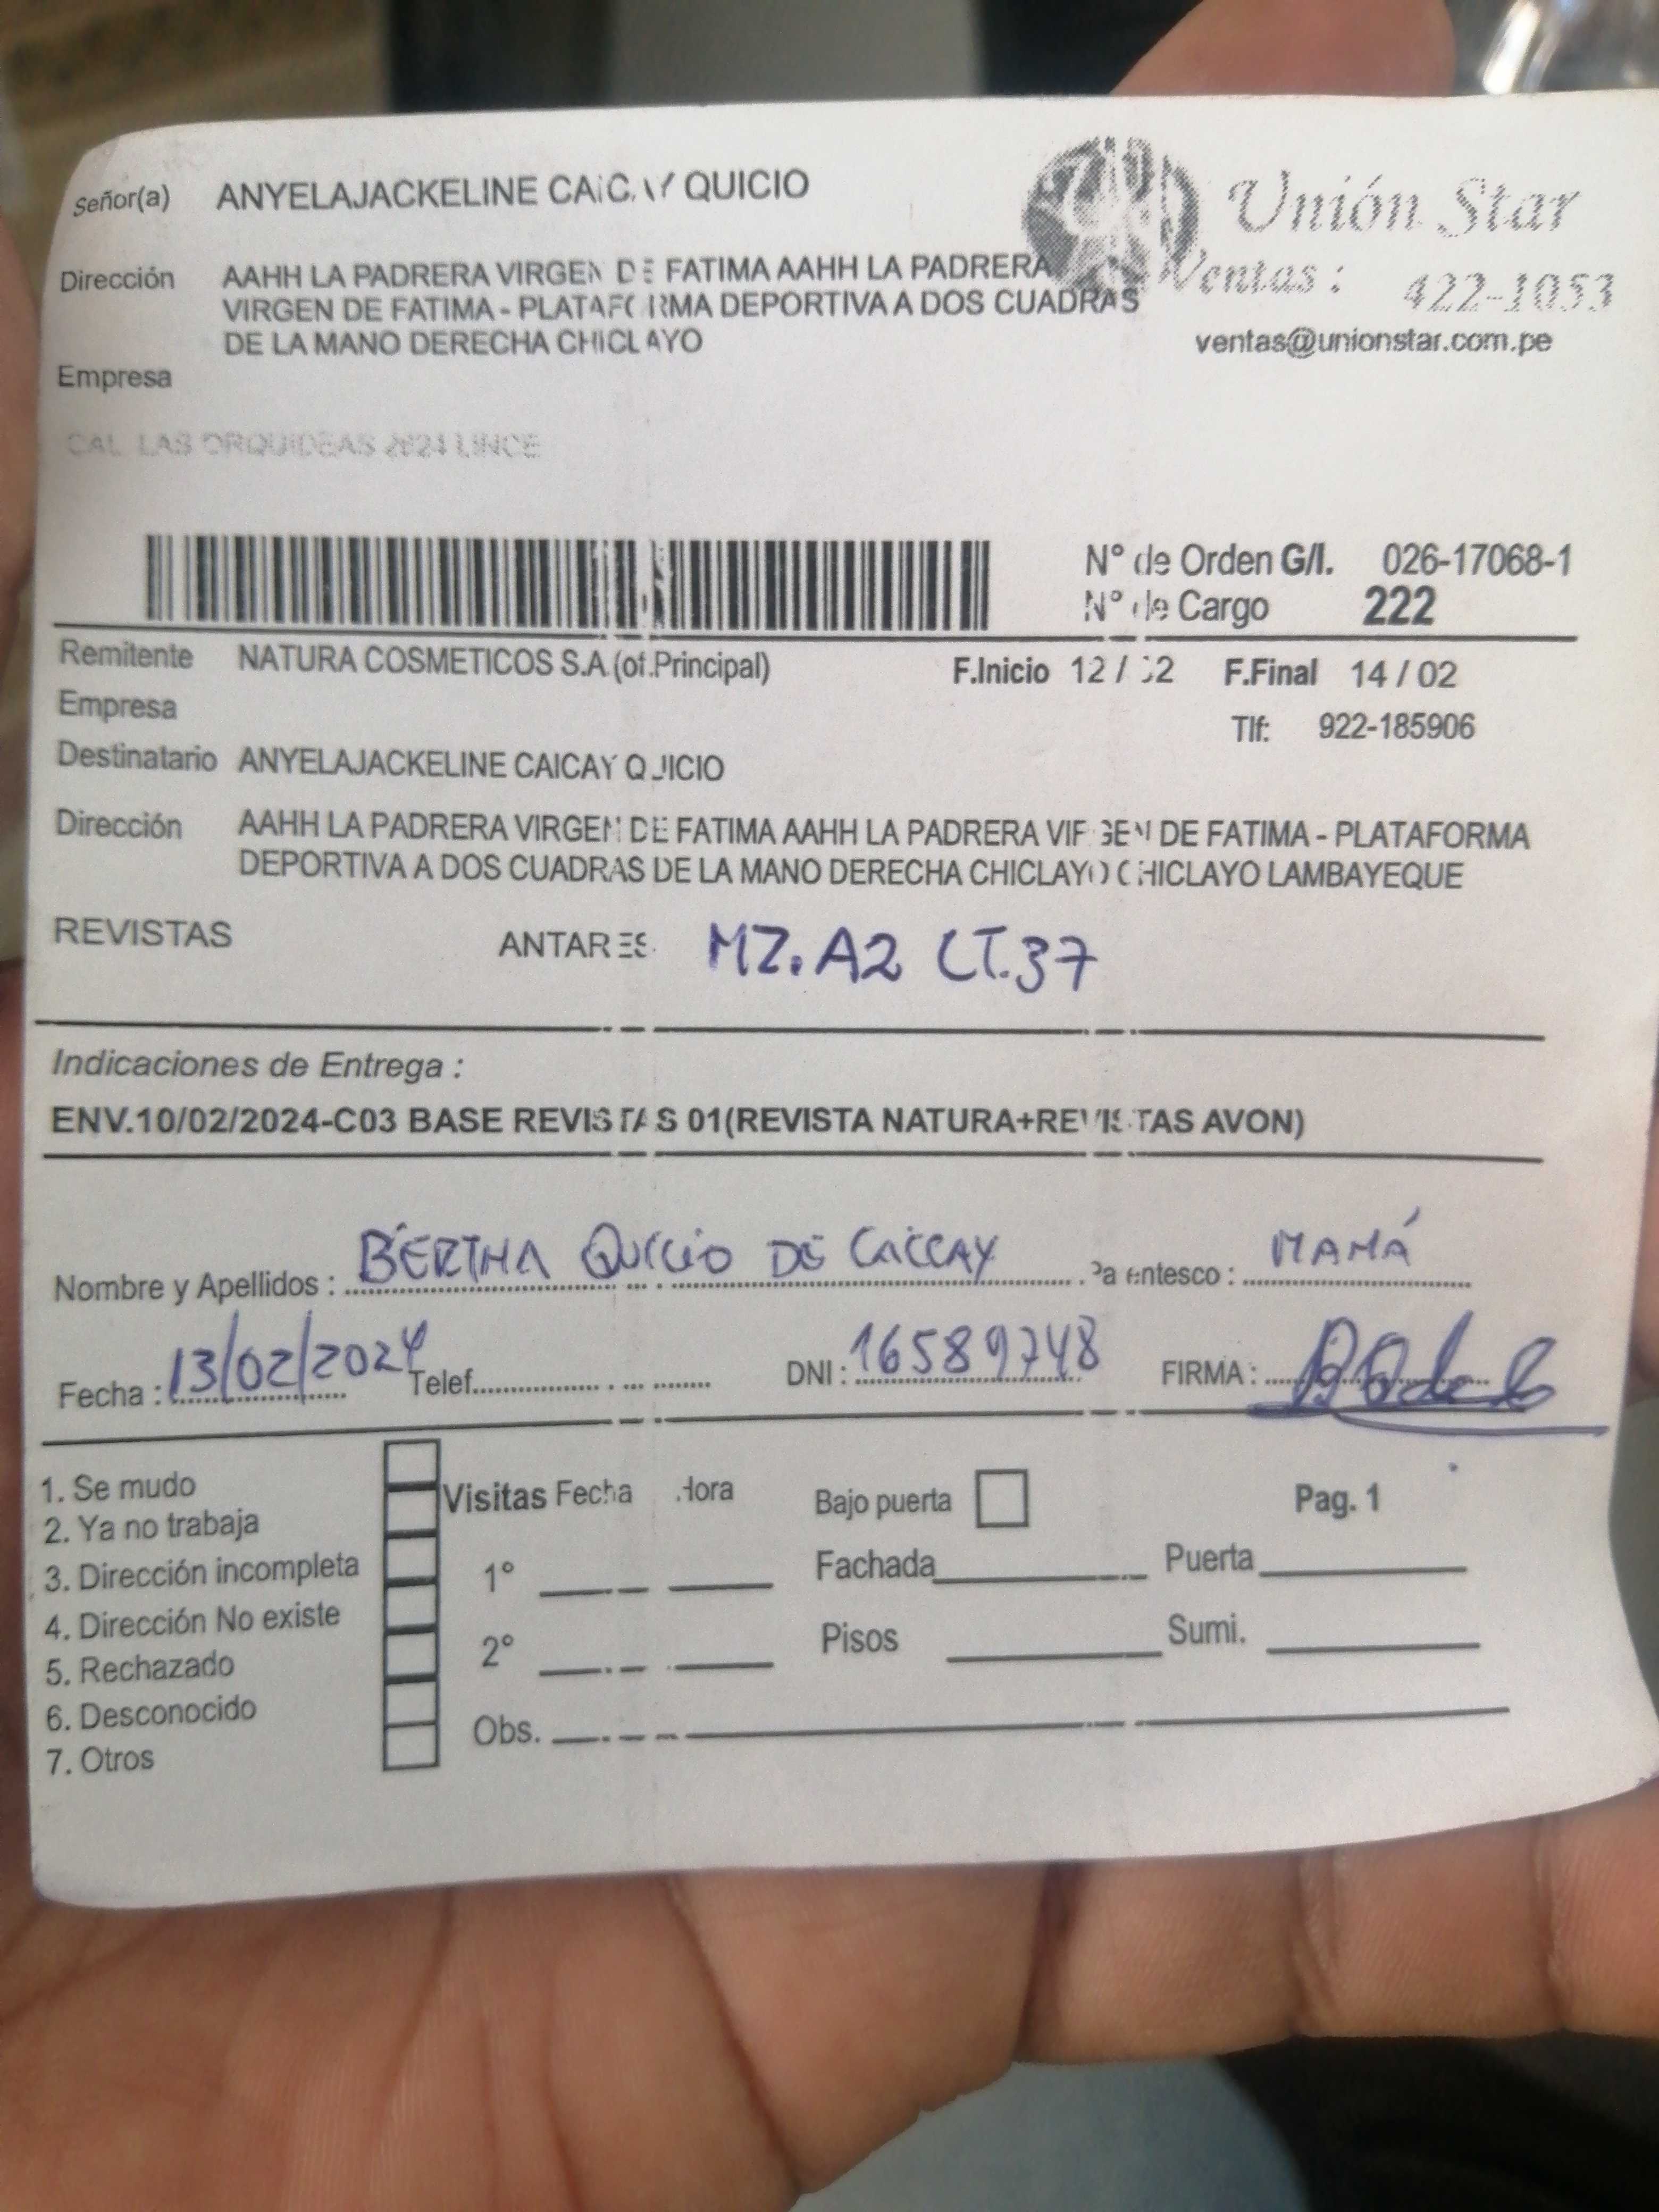 Señor(a) ANYELAJACKELINE CAICAY QUICIO
Unión Star
Ventas : 422-1053
ventas@unionstar.com.pe
Dirección AAHH LA PADRERA VIRGEN DE FATIMA AAHH LA PADRERA
VIRGEN DE FATIMA - PLATAFORMA DEPORTIVA A DOS CUADRAS
DE LA MANO DERECHA CHICLAYO
Empresa
CAL LAS ORQUIDEAS 2624 LINCE
N° de Orden G/I. 026-17068-1
N° de Cargo 222
Remitente NATURA COSMETICOS S.A.(of.Principal) F.Inicio 12 / 02 F.Final 14 / 02
Empresa Tlf: 922-185906
Destinatario ANYELAJACKELINE CAICAY QUICIO
Dirección AAHH LA PADRERA VIRGEN DE FATIMA AAHH LA PADRERA VIRGEN DE FATIMA - PLATAFORMA
DEPORTIVA A DOS CUADRAS DE LA MANO DERECHA CHICLAYO CHICLAYO LAMBAYEQUE
REVISTAS ANTARES MZ. A2 LT. 37
Indicaciones de Entrega :
ENV.10/02/2024-C03 BASE REVISTAS 01(REVISTA NATURA+REVISTAS AVON)
Nombre y Apellidos : BERTHA QUICIO DE CAICAY Parentesco : MAMÁ
Fecha : 13/02/2024 Telef. DNI : 16589748 FIRMA :
1. Se mudo
2. Ya no trabaja
3. Dirección incompleta
4. Dirección No existe
5. Rechazado
6. Desconocido
7. Otros
Visitas Fecha Hora Bajo puerta Pag. 1
1° Fachada Puerta
2° Pisos Sumi.
Obs.